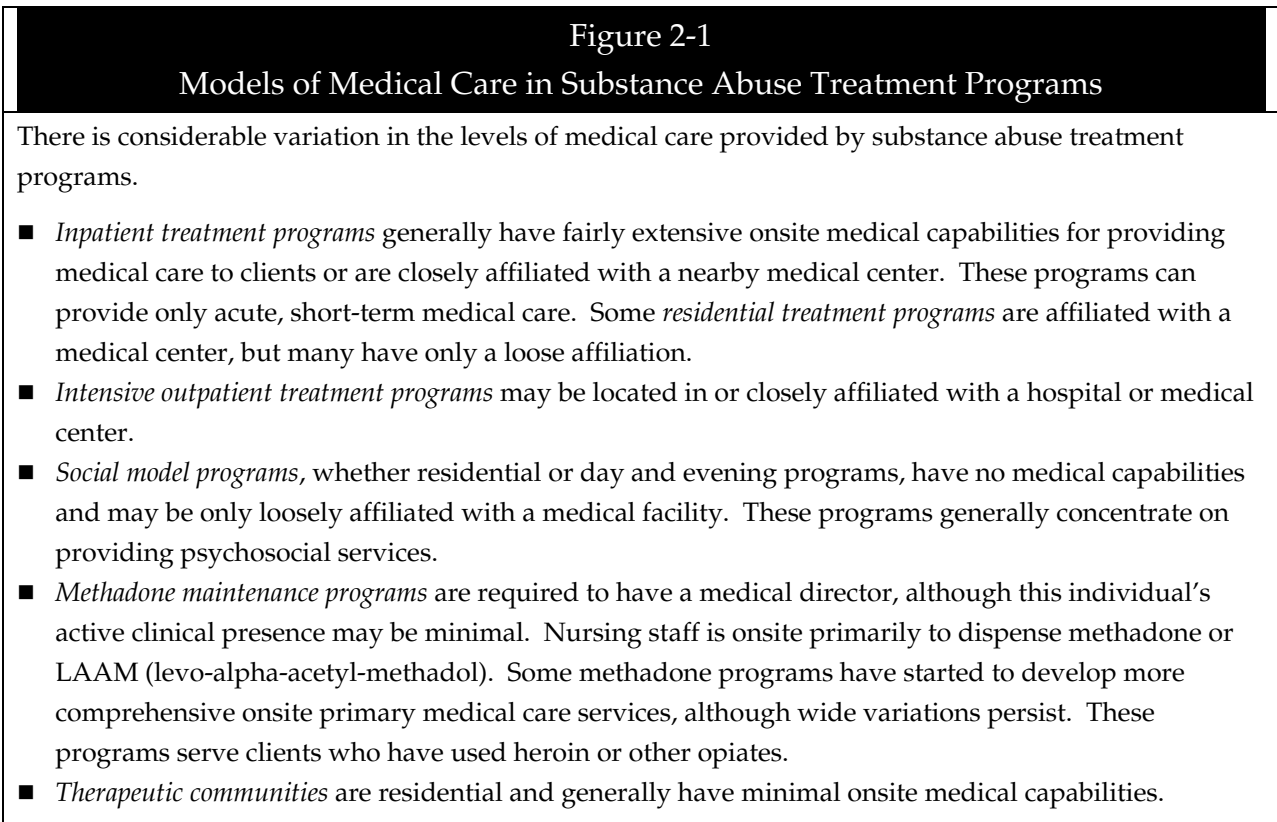 Figure 2-1
Models of Medical Care in Substance Abuse Treatment Programs
There is considerable variation in the levels of medical care provided by substance abuse treatment
programs.
■ Inpatient treatment programs generally have fairly extensive onsite medical capabilities for providing
medical care to clients or are closely affiliated with a nearby medical center. These programs can
provide only acute, short-term medical care. Some residential treatment programs are affiliated with a
medical center, but many have only a loose affiliation.
■ Intensive outpatient treatment programs may be located in or closely affiliated with a hospital or medical
center.
■ Social model programs, whether residential or day and evening programs, have no medical capabilities
and may be only loosely affiliated with a medical facility. These programs generally concentrate on
providing psychosocial services.
■ Methadone maintenance programs are required to have a medical director, although this individual’s
active clinical presence may be minimal. Nursing staff is onsite primarily to dispense methadone or
LAAM (levo-alpha-acetyl-methadol). Some methadone programs have started to develop more
comprehensive onsite primary medical care services, although wide variations persist. These
programs serve clients who have used heroin or other opiates.
■ Therapeutic communities are residential and generally have minimal onsite medical capabilities.